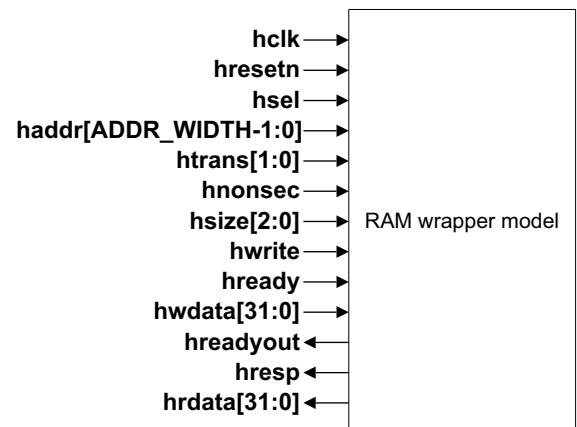 hclk
hresetn
hsel
haddr[ADDR_WIDTH-1:0]
htrans[1:0]
hnonsec
hsize[2:0]
RAM wrapper model
hwrite
hready
hwdata[31:0]
hreadyout
hresp
hrdata[31:0]